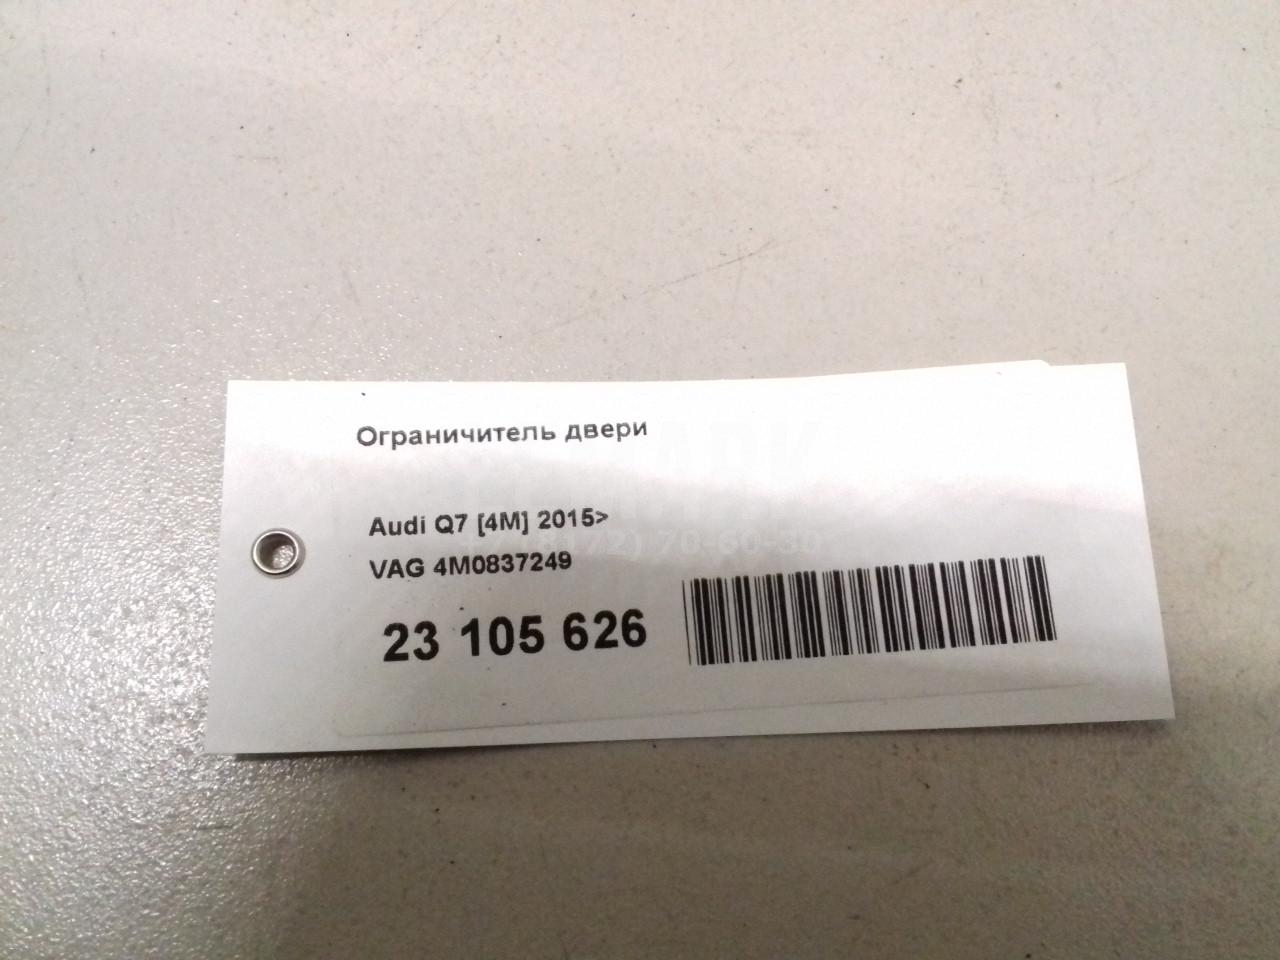 Ограничитель двери
Audi Q7 [4M] 2015>
VAG 4M0837249
23 105 626